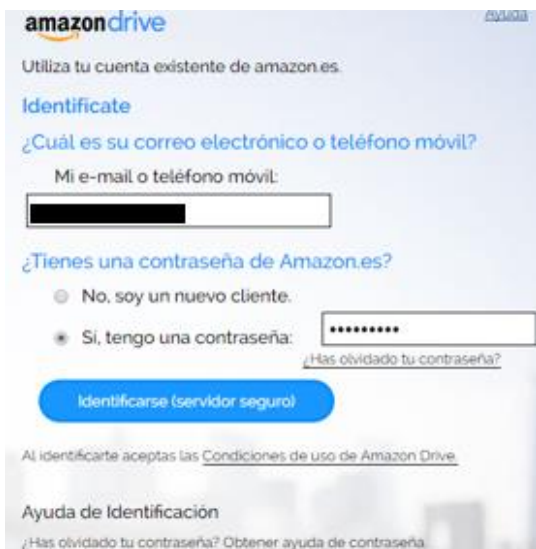 amazondrive
Ayuda
Utiliza tu cuenta existente de amazon.es.
Identifícate
¿Cuál es su correo electrónico o teléfono móvil?
Mi e-mail o teléfono móvil:
¿Tienes una contraseña de Amazon.es?
No, soy un nuevo cliente.
Si, tengo una contraseña: •••••••••
¿Has olvidado tu contraseña?
Identificarse (servidor seguro)
Al identificarte aceptas las Condiciones de uso de Amazon Drive.
Ayuda de Identificación
¿Has olvidado tu contraseña? Obtener ayuda de contraseña.